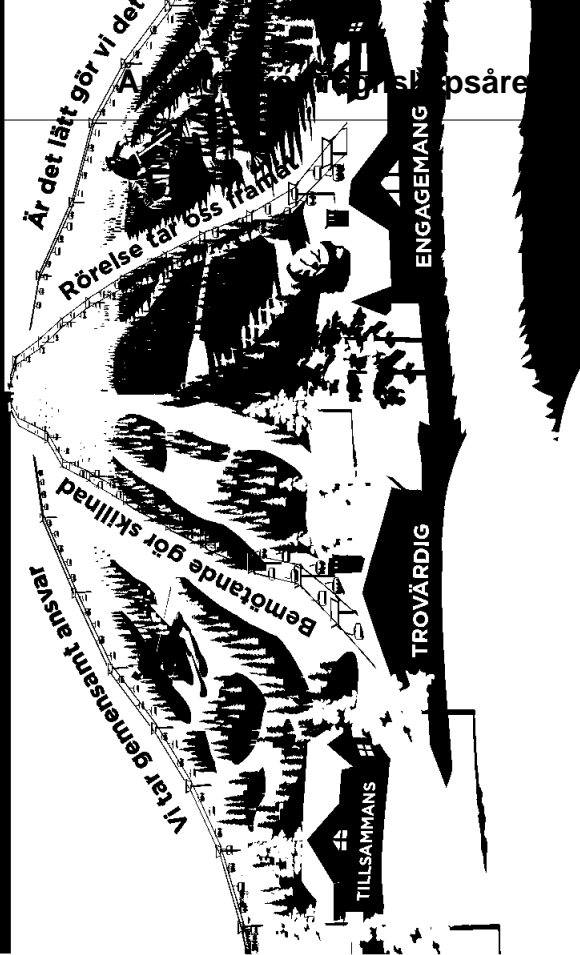 Vi tar gemensamt ansvar
Bemötande gör skillnad
Rörelse tar oss framåt
Är det lätt gör vi det
TILLSAMMANS
TROVÄRDIG
ENGAGEMANG